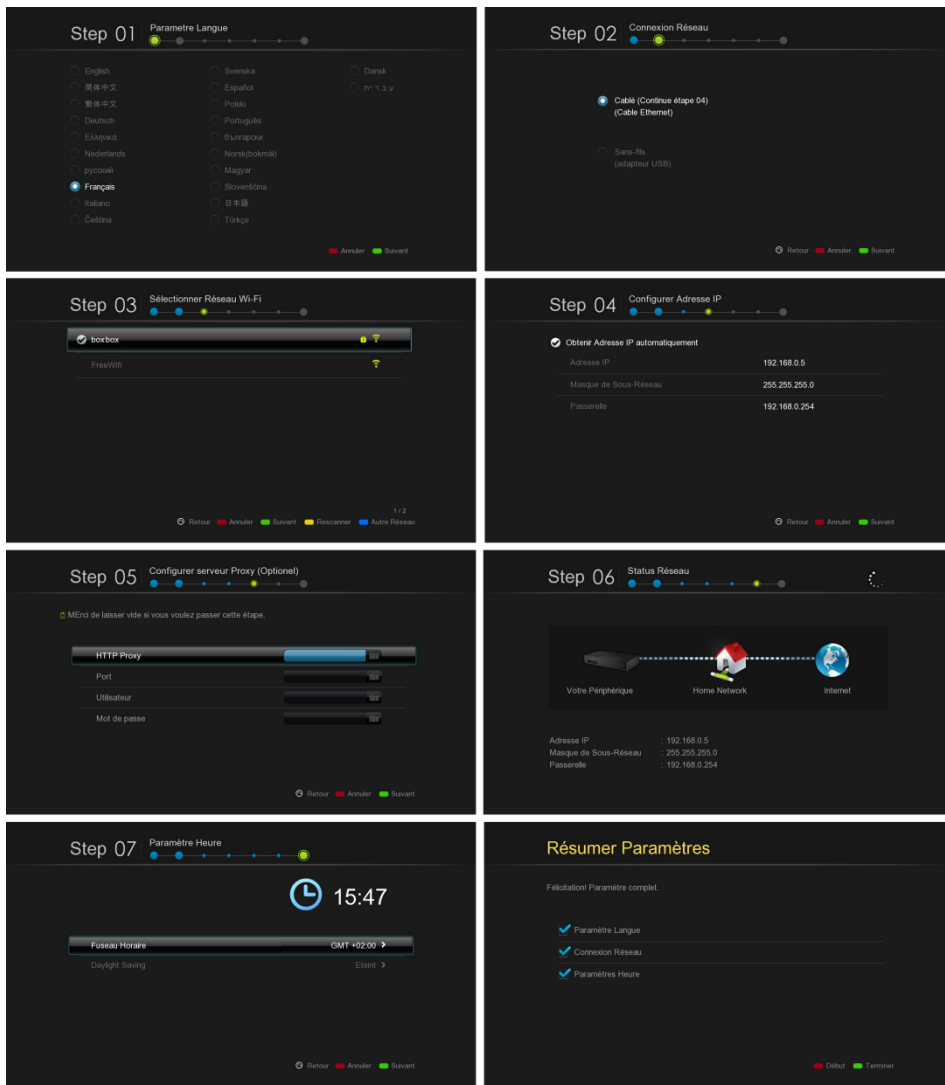 Step 01 Parametre Langue
English Svenska Dansk
简体中文 Español עברית
繁体中文 Polski
Deutsch Português
Ελληνικά български
Nederlands Norsk(bokmål)
русский Magyar
Français Slovenščina
Italiano 日本語
Čeština Türkçe
Annuler Suivant
Step 02 Connexion Réseau
Cablé (Continue étape 04)
(Cable Ethernet)
Sans-fils
(adapteur USB)
Retour Annuler Suivant
Step 03 Sélectionner Réseau Wi-Fi
boxbox
FreeWifi
1 / 2
Retour Annuler Suivant Rescanner Autre Réseau
Step 04 Configurer Adresse IP
Obtenir Adresse IP automatiquement
Adresse IP 192.168.0.5
Masque de Sous-Réseau 255.255.255.0
Passerelle 192.168.0.254
Retour Annuler Suivant
Step 05 Configurer serveur Proxy (Optionel)
MErci de laisser vide si vous voulez passer cette étape.
HTTP Proxy
Port
Utilisateur
Mot de passe
Retour Annuler Suivant
Step 06 Status Réseau
Votre Périphérique Home Network Internet
Adresse IP : 192.168.0.5
Masque de Sous-Réseau : 255.255.255.0
Passerelle : 192.168.0.254
Step 07 Paramètre Heure
15:47
Fuseau Horaire GMT +02:00
Daylight Saving Eteint
Retour Annuler Suivant
Résumer Paramètres
Félicitation! Paramètre complet.
Paramètre Langue
Connexion Réseau
Paramètres Heure
Début Terminer